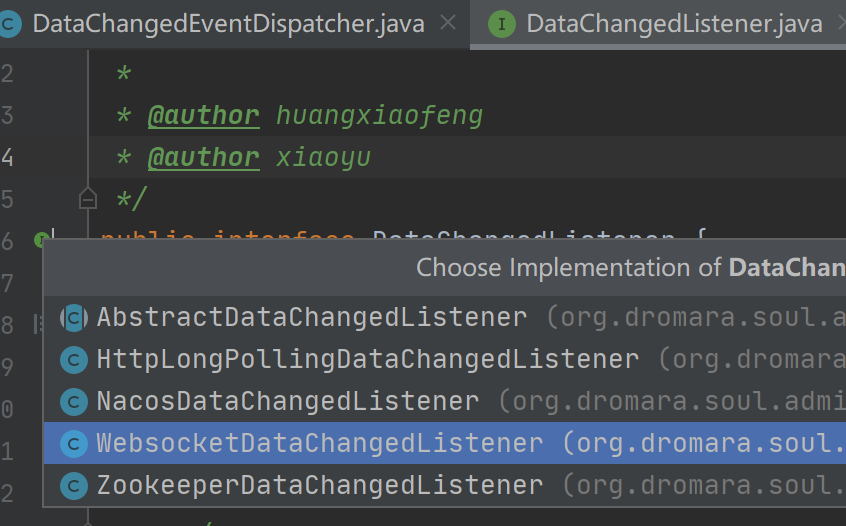 DataChangedEventDispatcher.java DataChangedListener.java
2 *
3 * @author huangxiaofeng
4 * @author xiaoyu
5 */
6 public interface DataChangedListener {
7 Choose Implementation of DataChan
8 AbstractDataChangedListener (org.dromara.soul.a
9 HttpLongPollingDataChangedListener (org.dromara
0 NacosDataChangedListener (org.dromara.soul.admi
1 WebsocketDataChangedListener (org.dromara.soul.
2 ZookeeperDataChangedListener (org.dromara.soul.